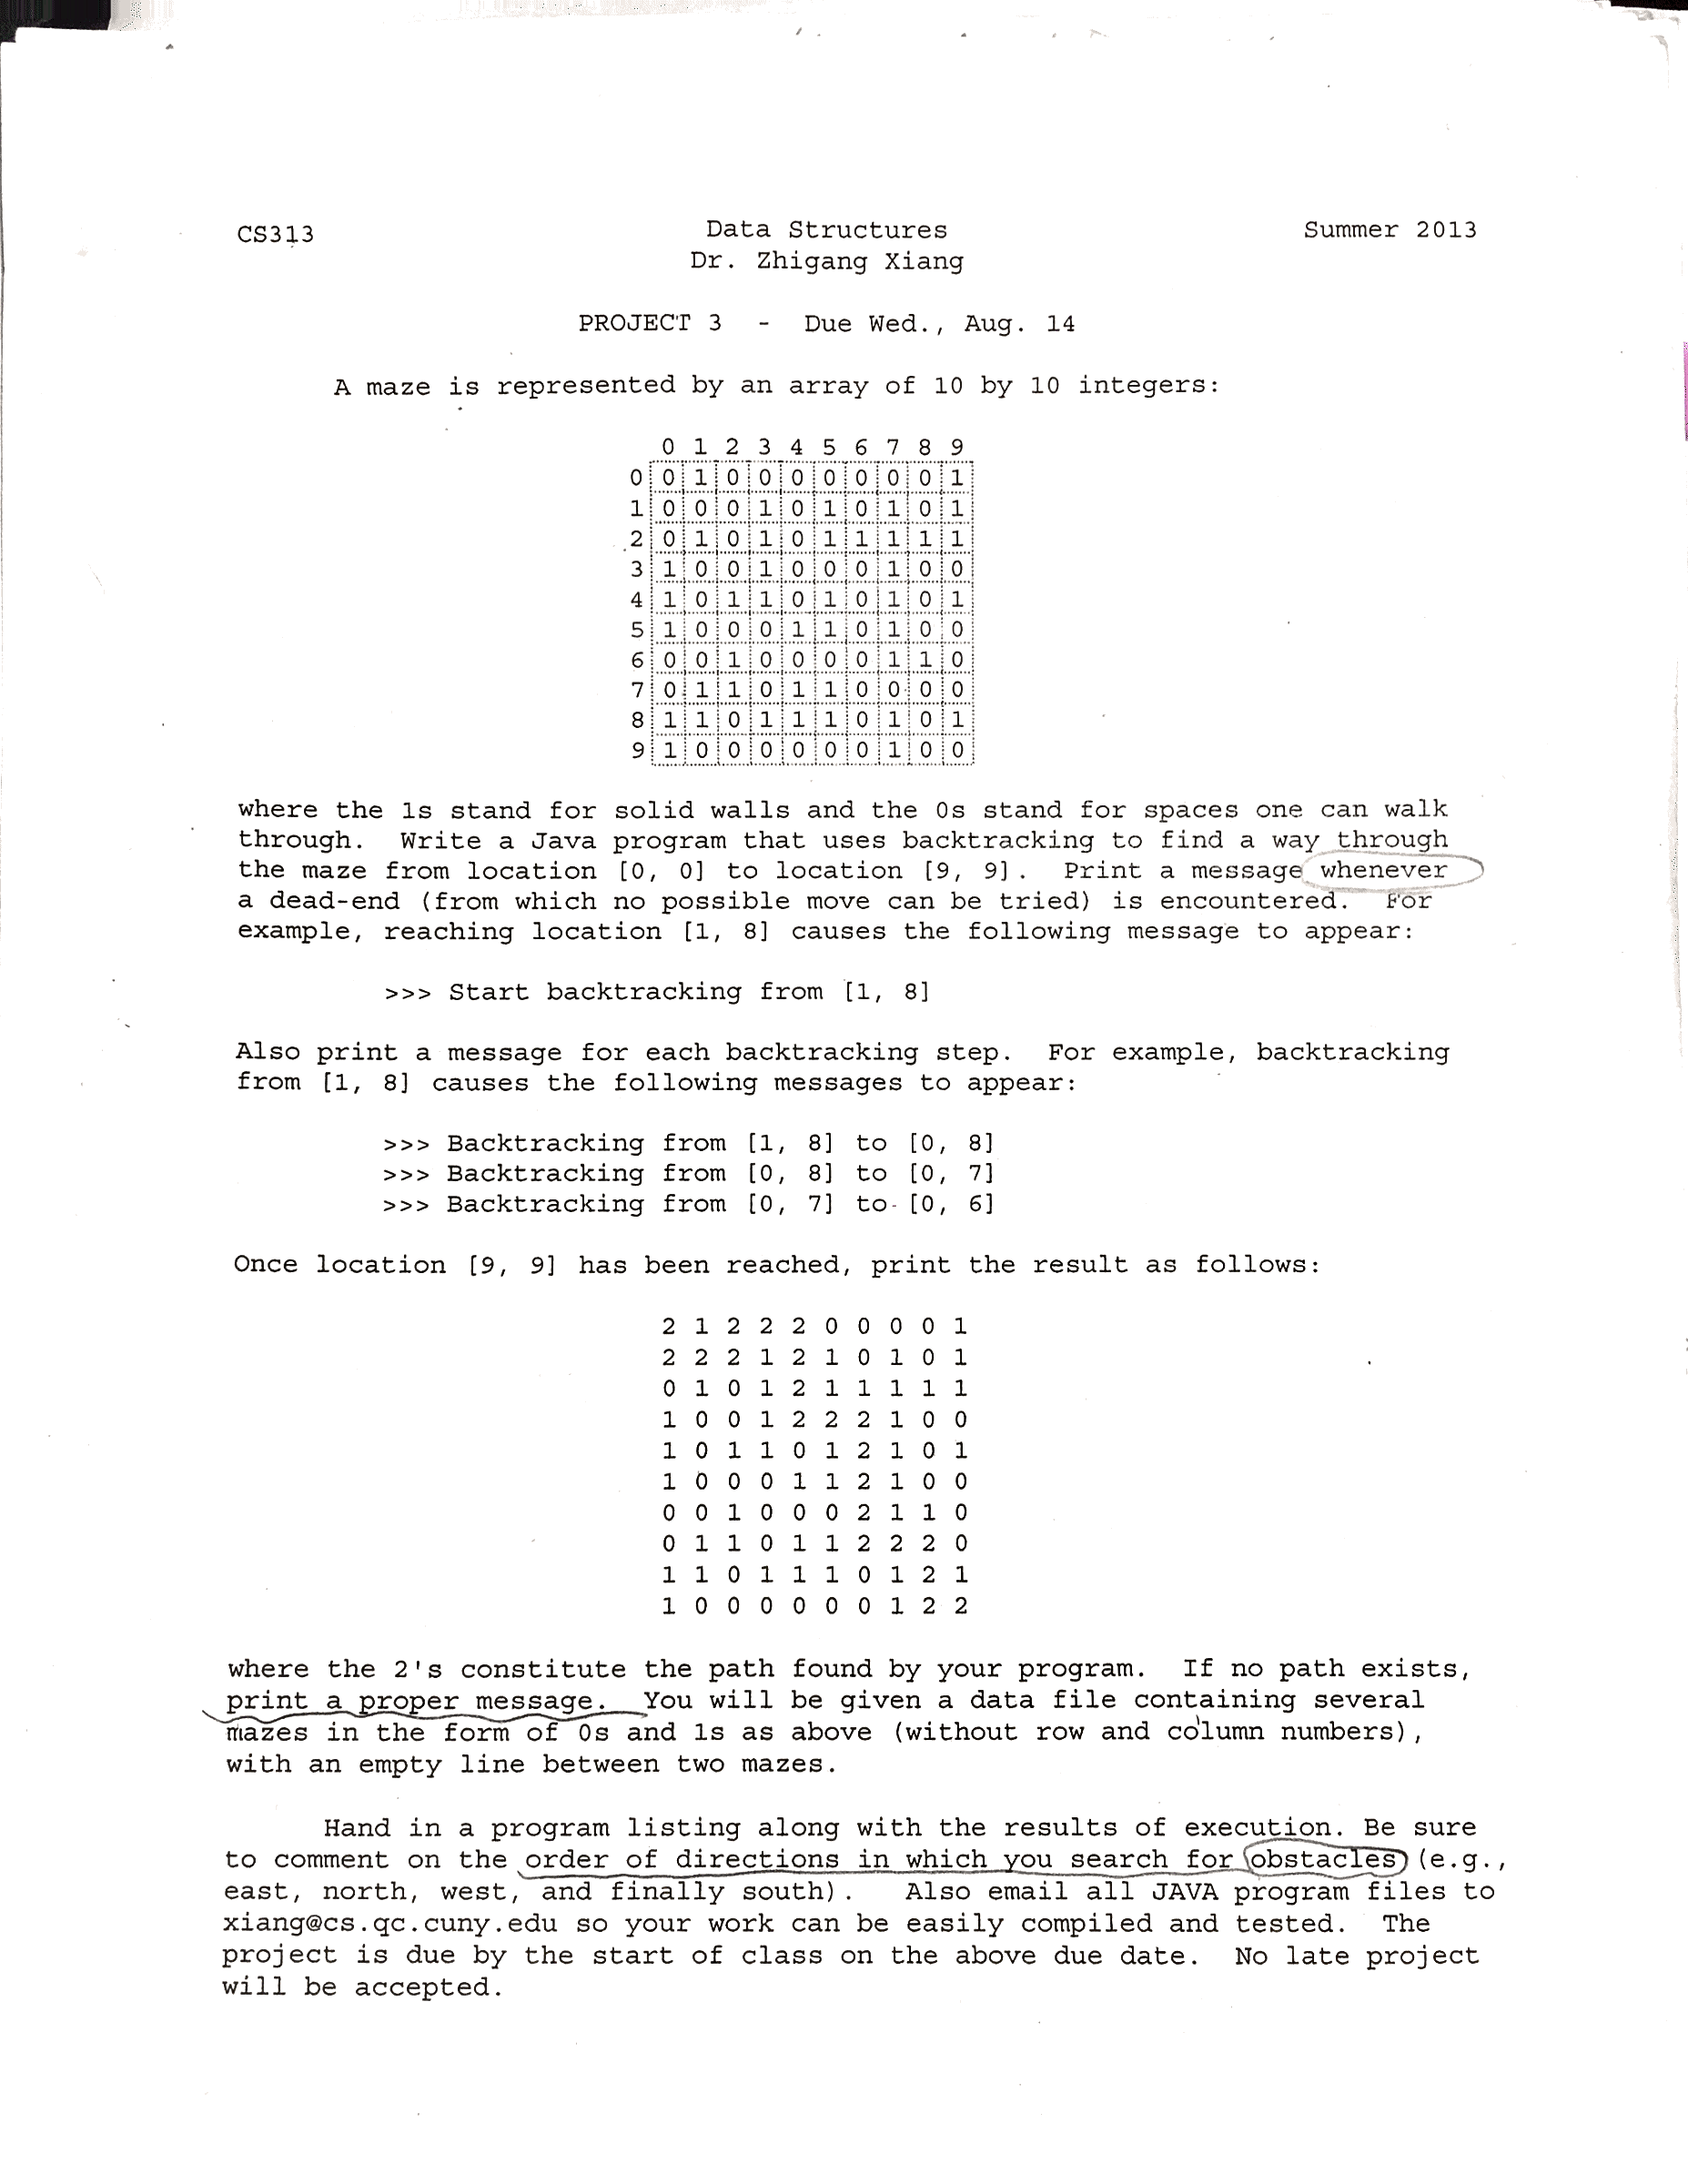 CS313 Data Structures Summer 2013
Dr. Zhigang Xiang
PROJECT 3 - Due Wed., Aug. 14
A maze is represented by an array of 10 by 10 integers:
0 1 2 3 4 5 6 7 8 9
0 0 1 0 0 0 0 0 0 0 1
1 0 0 0 1 0 1 0 1 0 1
2 0 1 0 1 0 1 1 1 1 1
3 1 0 0 1 0 0 0 1 0 0
4 1 0 1 1 0 1 0 1 0 1
5 1 0 0 0 1 1 0 1 0 0
6 0 0 1 0 0 0 0 1 1 0
7 0 1 1 0 1 1 0 0 0 0
8 1 1 0 1 1 1 0 1 0 1
9 1 0 0 0 0 0 0 1 0 0
where the 1s stand for solid walls and the 0s stand for spaces one can walk
through. Write a Java program that uses backtracking to find a way through
the maze from location [0, 0] to location [9, 9]. Print a message whenever
a dead-end (from which no possible move can be tried) is encountered. For
example, reaching location [1, 8] causes the following message to appear:
>>> Start backtracking from [1, 8]
Also print a message for each backtracking step. For example, backtracking
from [1, 8] causes the following messages to appear:
>>> Backtracking from [1, 8] to [0, 8]
>>> Backtracking from [0, 8] to [0, 7]
>>> Backtracking from [0, 7] to [0, 6]
Once location [9, 9] has been reached, print the result as follows:
2 1 2 2 2 0 0 0 0 1
2 2 2 1 2 1 0 1 0 1
0 1 0 1 2 1 1 1 1 1
1 0 0 1 2 2 2 1 0 0
1 0 1 1 0 1 2 1 0 1
1 0 0 0 1 1 2 1 0 0
0 0 1 0 0 0 2 1 1 0
0 1 1 0 1 1 2 2 2 0
1 1 0 1 1 1 0 1 2 1
1 0 0 0 0 0 0 1 2 2
where the 2's constitute the path found by your program. If no path exists,
print a proper message. You will be given a data file containing several
mazes in the form of 0s and 1s as above (without row and column numbers),
with an empty line between two mazes.
Hand in a program listing along with the results of execution. Be sure
to comment on the order of directions in which you search for obstacles (e.g.,
east, north, west, and finally south). Also email all JAVA program files to
xiang@cs.qc.cuny.edu so your work can be easily compiled and tested. The
project is due by the start of class on the above due date. No late project
will be accepted.